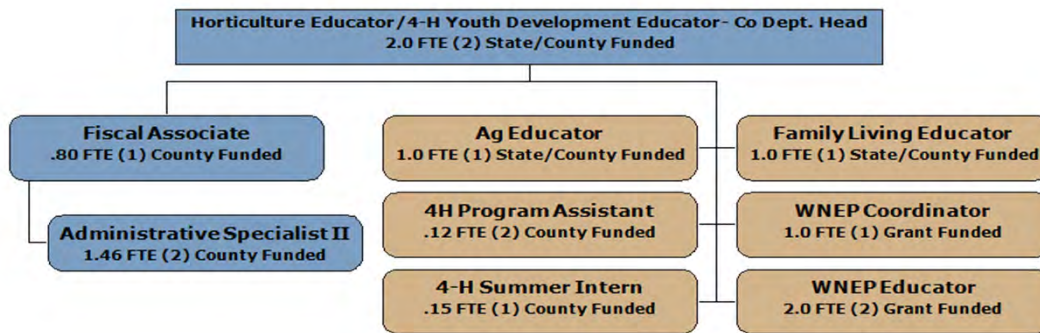 Horticulture Educator/4-H Youth Development Educator- Co Dept. Head
2.0 FTE (2) State/County Funded
Fiscal Associate
.80 FTE (1) County Funded
Administrative Specialist II
1.46 FTE (2) County Funded
Ag Educator
1.0 FTE (1) State/County Funded
Family Living Educator
1.0 FTE (1) State/County Funded
4H Program Assistant
.12 FTE (2) County Funded
WNEP Coordinator
1.0 FTE (1) Grant Funded
4-H Summer Intern
.15 FTE (1) County Funded
WNEP Educator
2.0 FTE (2) Grant Funded